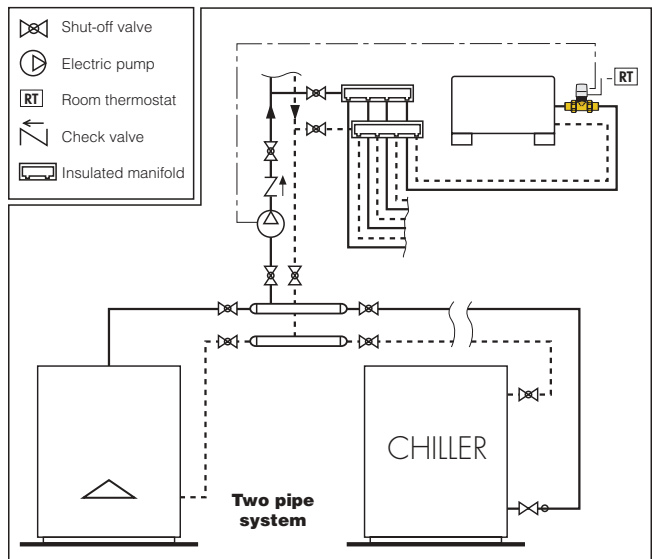 Shut-off valve
Electric pump
RT Room thermostat
Check valve
Insulated manifold
RT
CHILLER
Two pipe
system